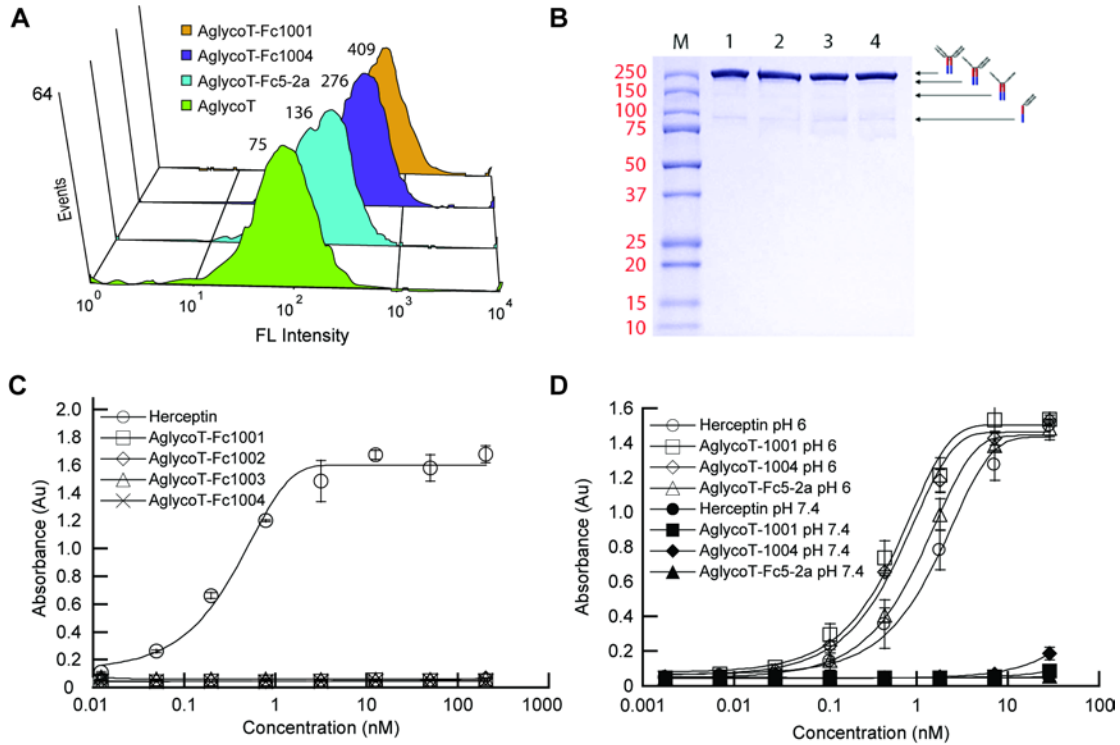 A
AglycoT-Fc1001
AglycoT-Fc1004
AglycoT-Fc5-2a
AglycoT
64
Events
75
136
276
409
10^0
10^1
10^2
10^3
10^4
FL Intensity
B
M 1 2 3 4
250
150
100
75
50
37
25
20
15
10
C
Herceptin
AglycoT-Fc1001
AglycoT-Fc1002
AglycoT-Fc1003
AglycoT-Fc1004
Absorbance (Au)
2.0
1.8
1.6
1.4
1.2
1.0
0.8
0.6
0.4
0.2
0
0.01 0.1 1 10 100 1000
Concentration (nM)
D
Herceptin pH 6
AglycoT-1001 pH 6
AglycoT-1004 pH 6
AglycoT-Fc5-2a pH 6
Herceptin pH 7.4
AglycoT-1001 pH 7.4
AglycoT-1004 pH 7.4
AglycoT-Fc5-2a pH 7.4
Absorbance (Au)
1.6
1.4
1.2
1.0
0.8
0.6
0.4
0.2
0
0.001 0.01 0.1 1 10 100
Concentration (nM)